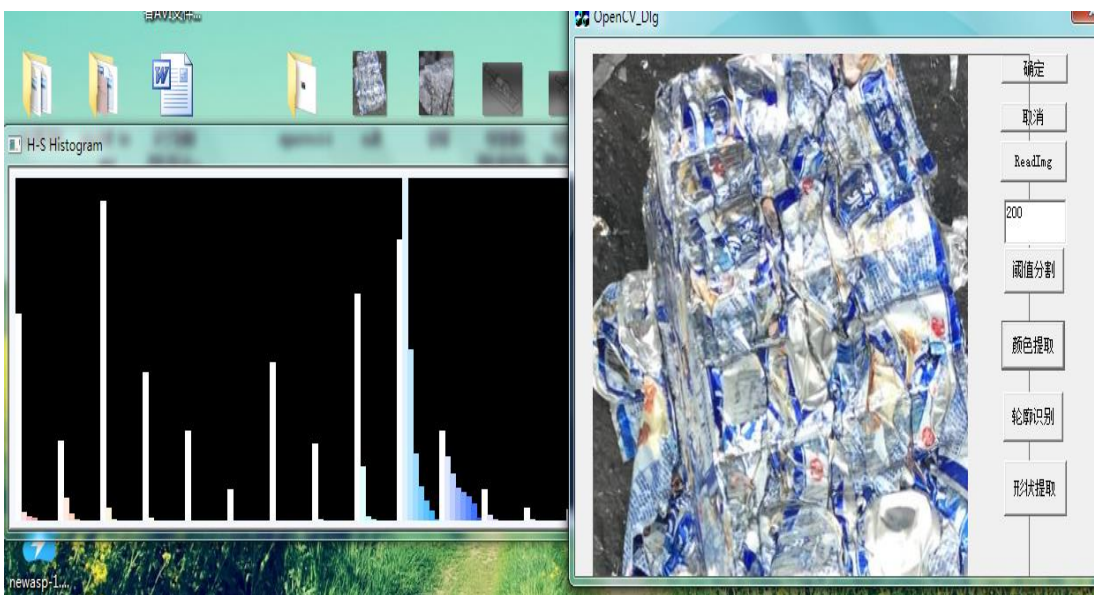 OpenCV_Dlg
H-S Histogram
确定
取消
ReadImg
200
阈值分割
颜色提取
轮廓识别
形状提取
newasp-1....